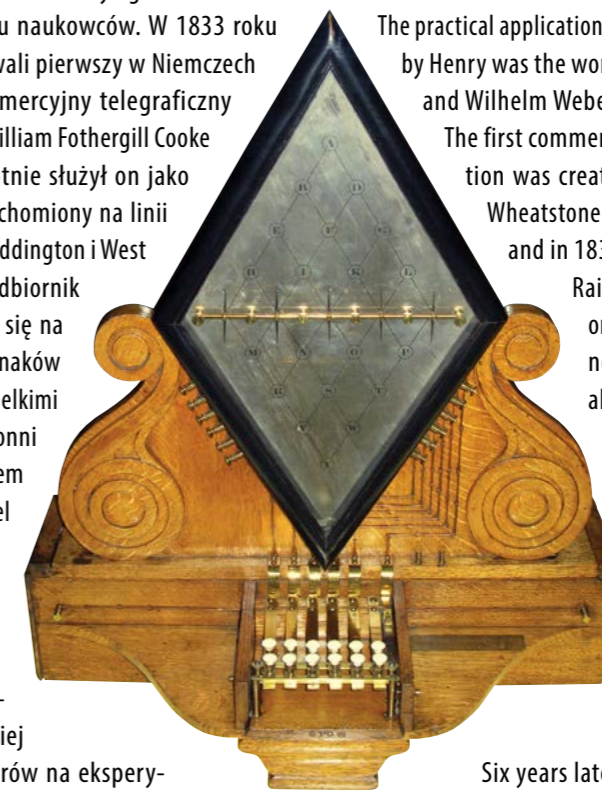 u naukowców. W 1833 roku
wali pierwszy w Niemczech
mercyjny telegraficzny
illiam Fothergill Cooke
tnie służył on jako
chomiony na linii
ddington i West
dbiornik
się na
naków
elkimi
onni
em
el
-
iej
rów na ekspery-
The practical application
by Henry was the wor
and Wilhelm Webe
The first commer
tion was creat
Wheatstone
and in 183
Rai
or
al
Six years late
A
B D
E F G
H I K L
M N O P
R S T